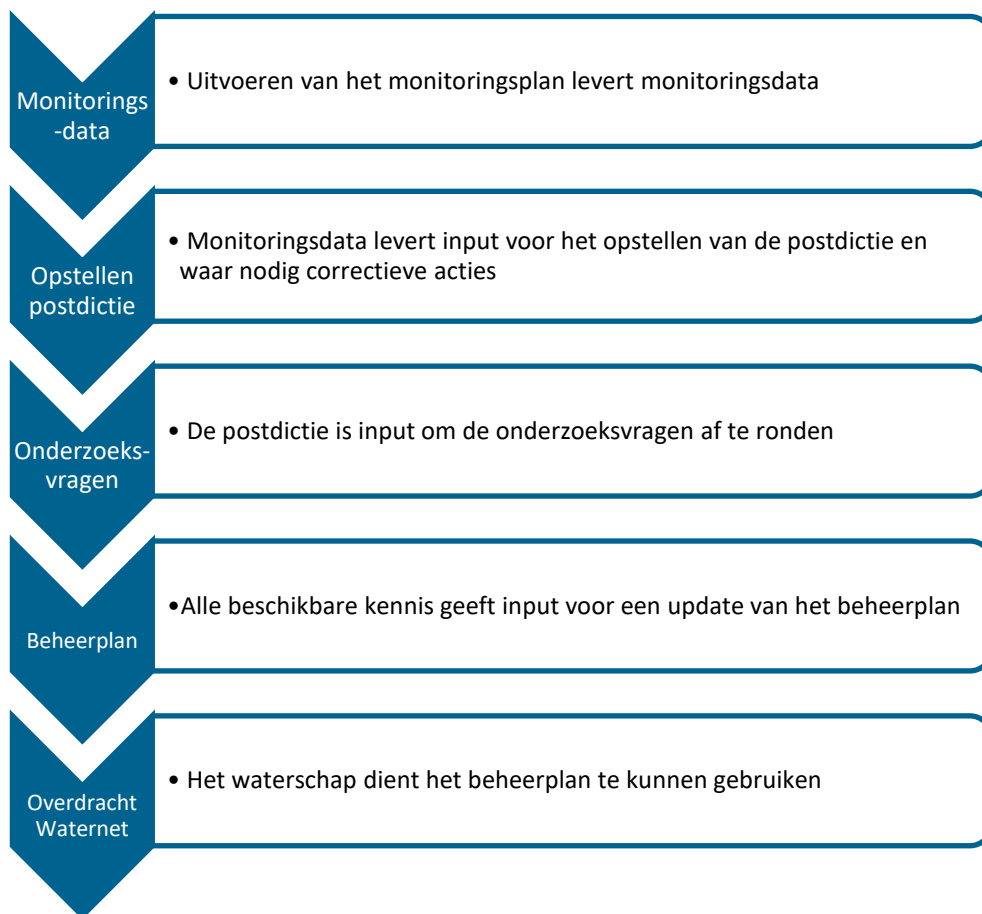 Monitorings
-data
• Uitvoeren van het monitoringsplan levert monitoringsdata
Opstellen
postdictie
• Monitoringsdata levert input voor het opstellen van de postdictie en
waar nodig correctieve acties
Onderzoeks-
vragen
• De postdictie is input om de onderzoeksvragen af te ronden
Beheerplan
•Alle beschikbare kennis geeft input voor een update van het beheerplan
Overdracht
Waternet
• Het waterschap dient het beheerplan te kunnen gebruiken